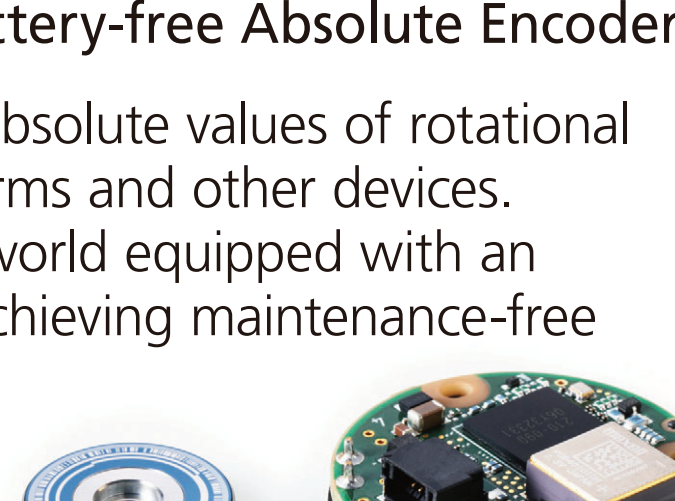 ttery-free Absolute Encoder
bsolute values of rotational
rms and other devices.
world equipped with an
chieving maintenance-free